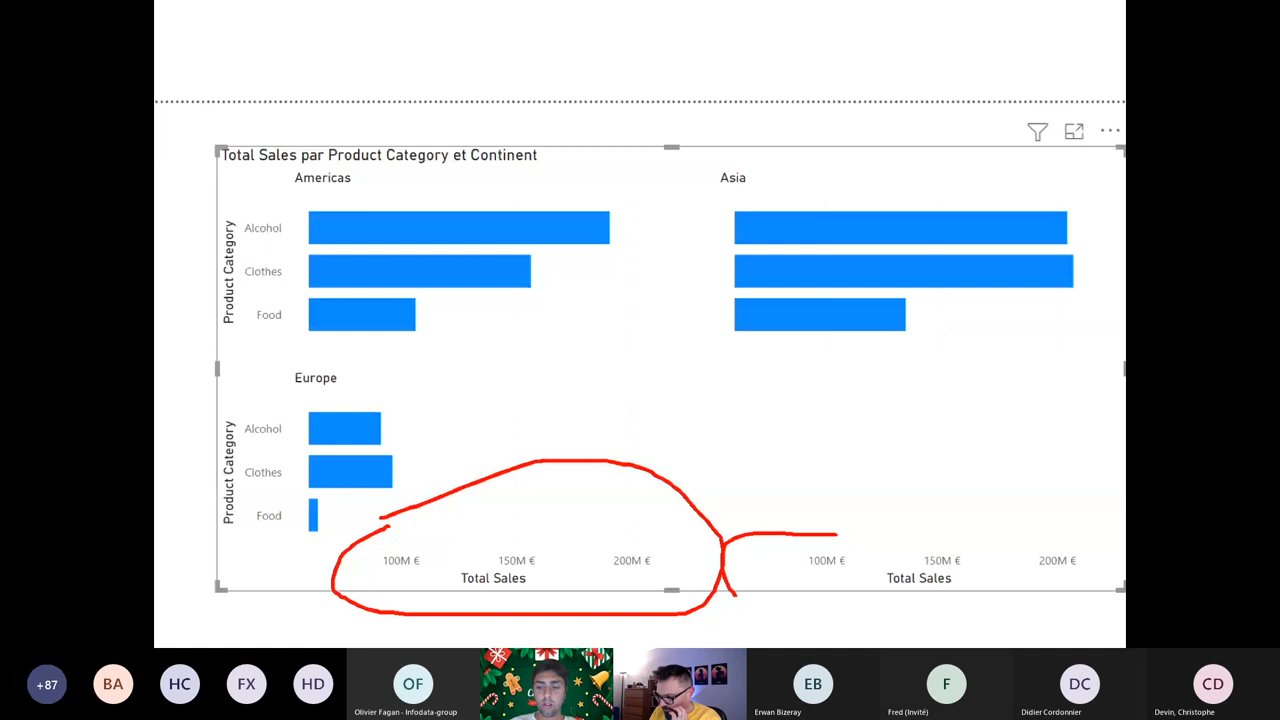 Total Sales par Product Category et Continent
Americas
Asia
Product Category
Alcohol
Clothes
Food
Europe
Product Category
Alcohol
Clothes
Food
100M €
150M €
200M €
100M €
150M €
200M €
Total Sales
Total Sales
+87
BA
HC
FX
HD
OF
EB
F
DC
CD
Olivier Fagan - Infodata-group
Erwan Bizeray
Fred (Invité)
Didier Cordonnier
Devin, Christophe